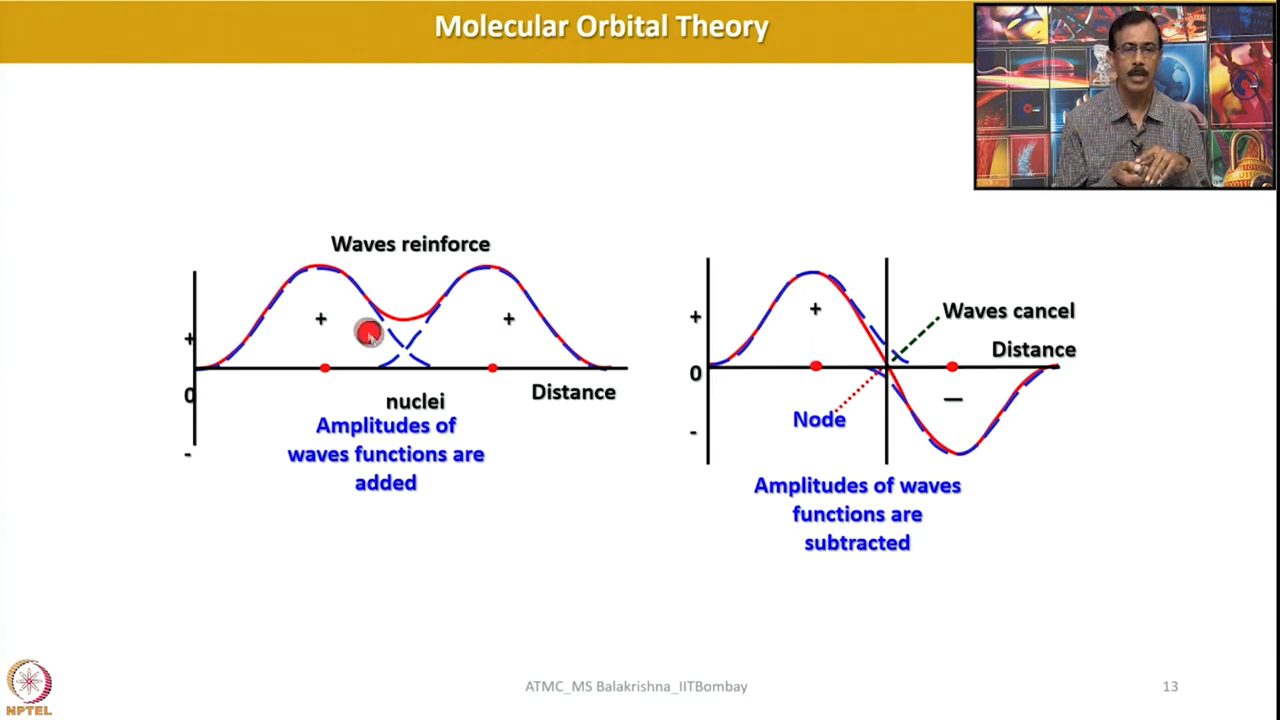 Molecular Orbital Theory
Waves reinforce
+
+
+
0
-
nuclei
Distance
Amplitudes of
waves functions are
added
+
+
0
-
Waves cancel
Distance
—
Node
Amplitudes of waves
functions are
subtracted
NPTEL
ATMC_MS Balakrishna_IITBombay
13